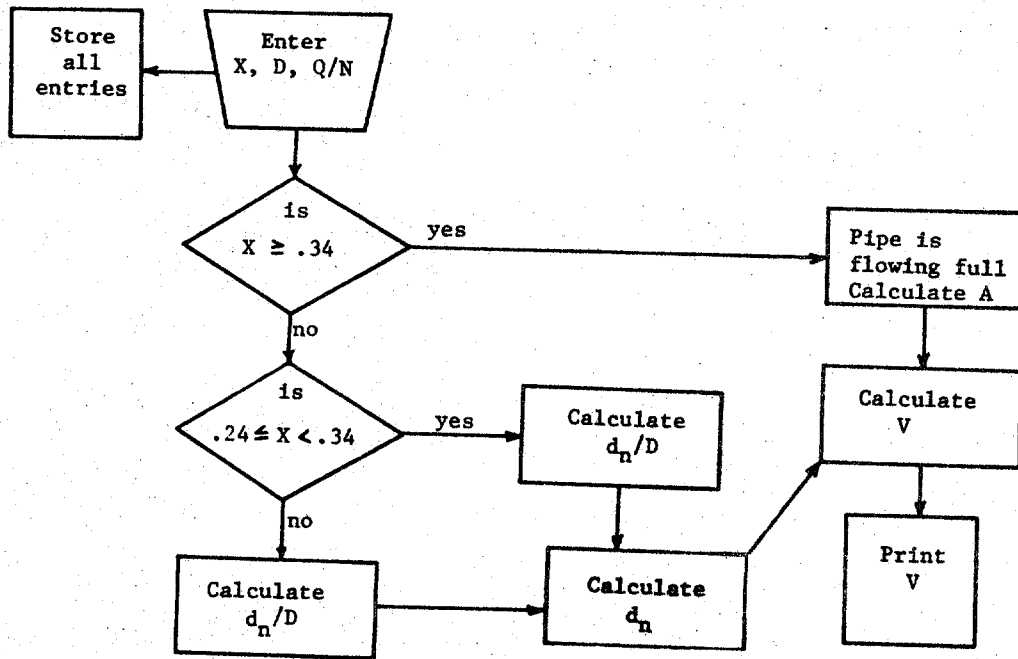 Store
all
entries
Enter
X, D, Q/N
is
X ≥ .34
yes
Pipe is
flowing full
Calculate A
no
is
.24 ≤ X < .34
yes
Calculate
dₙ/D
Calculate
V
no
Calculate
dₙ/D
Calculate
dₙ
Print
V